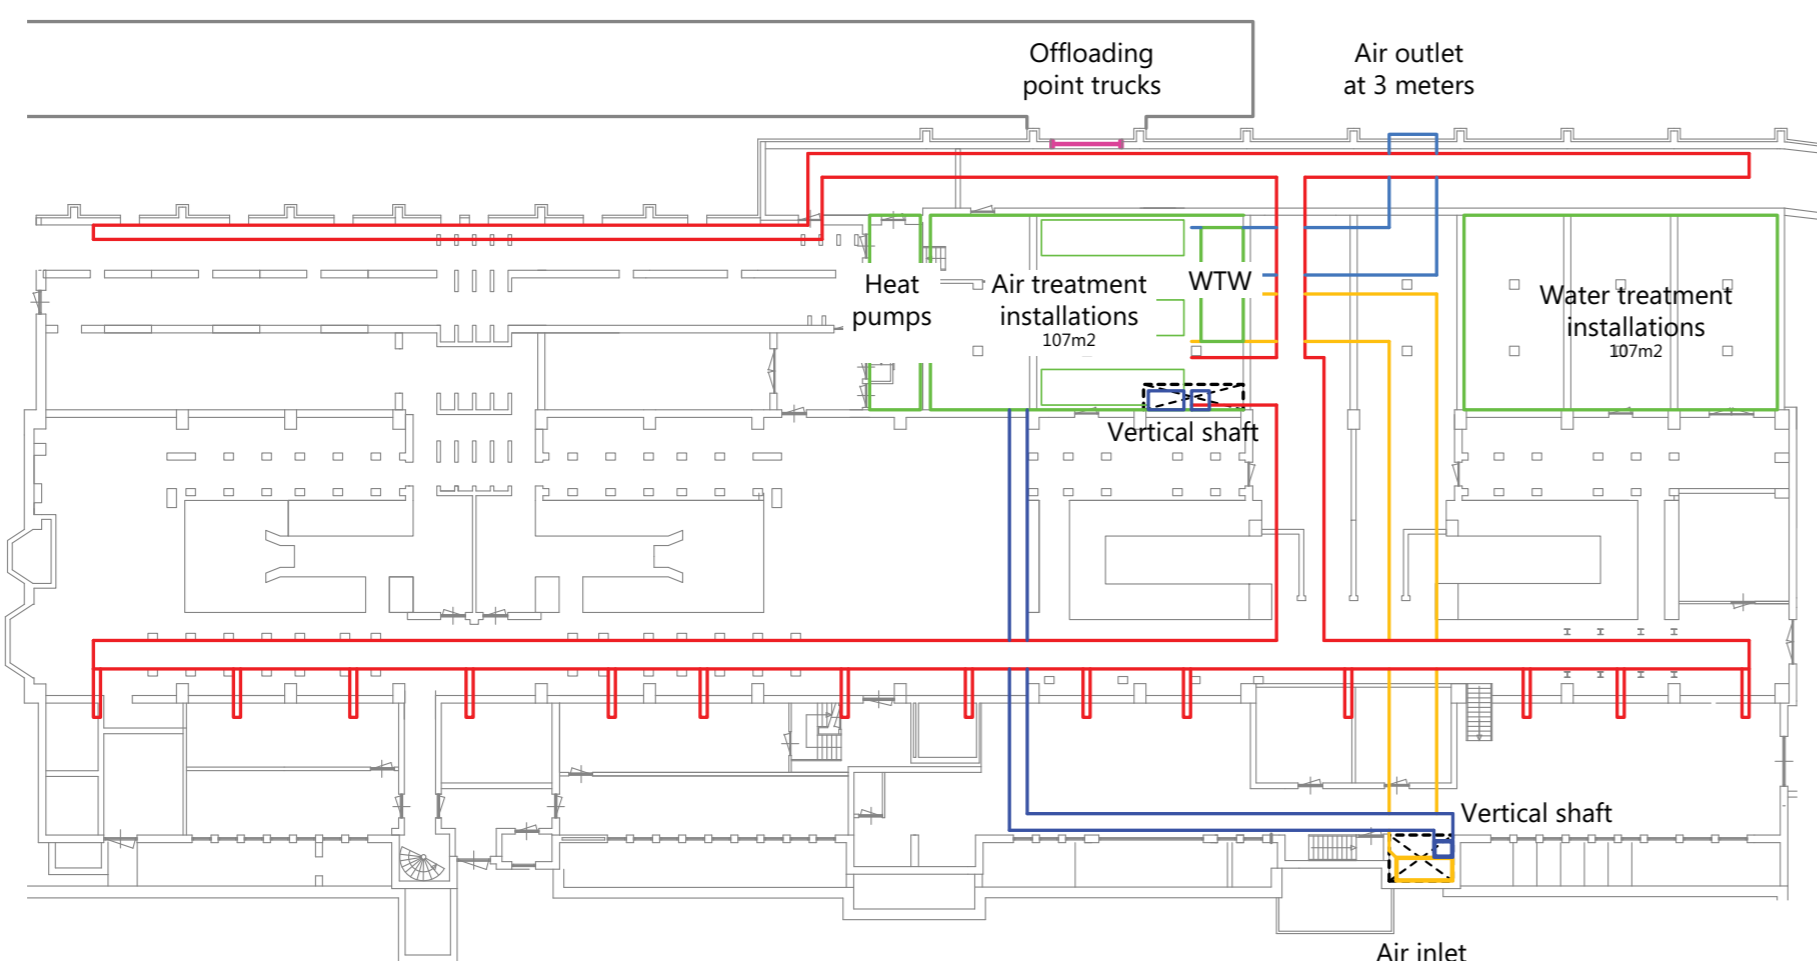 Offloading
point trucks
Air outlet
at 3 meters
Heat
pumps
Air treatment
installations
107m2
WTW
Water treatment
installations
107m2
Vertical shaft
Vertical shaft
Air inlet